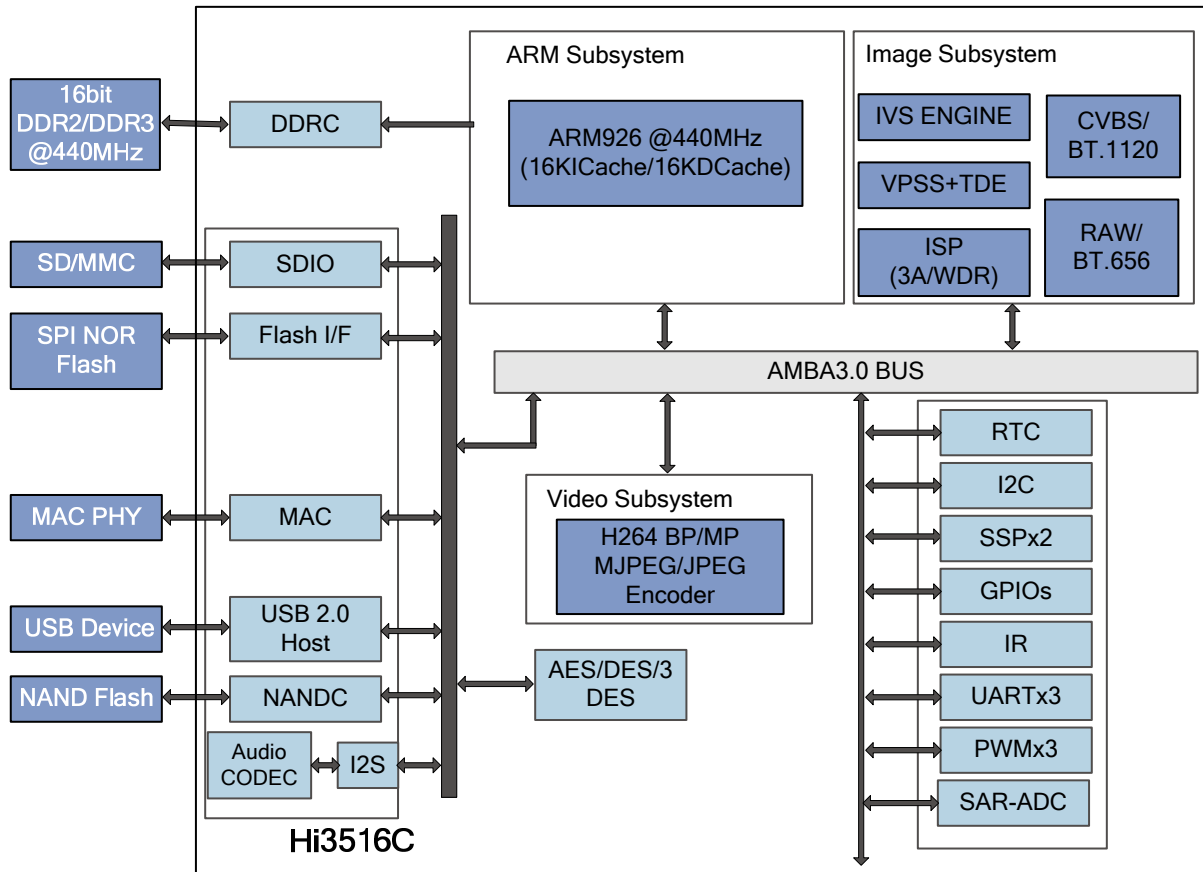 ARM Subsystem
Image Subsystem
16bit
DDR2/DDR3
@440MHz
DDRC
ARM926 @440MHz
(16KICache/16KDCache)
IVS ENGINE
CVBS/
BT.1120
VPSS+TDE
ISP
(3A/WDR)
RAW/
BT.656
SD/MMC
SDIO
SPI NOR
Flash
Flash I/F
AMBA3.0 BUS
MAC PHY
MAC
Video Subsystem
H264 BP/MP
MJPEG/JPEG
Encoder
USB Device
USB 2.0
Host
NAND Flash
NANDC
AES/DES/3
DES
Audio
CODEC
I2S
RTC
I2C
SSPx2
GPIOs
IR
UARTx3
PWMx3
SAR-ADC
Hi3516C